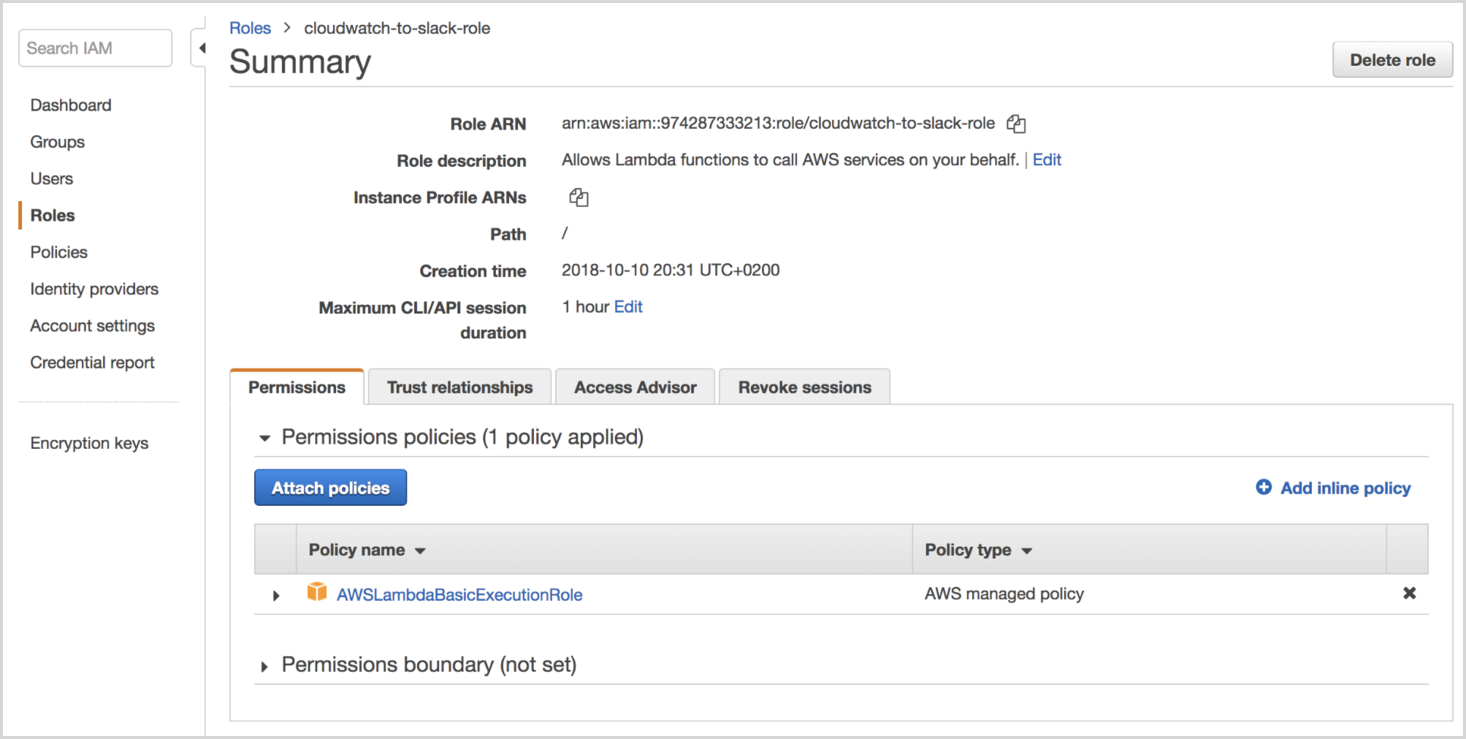 Search IAM
Dashboard
Groups
Users
Roles
Policies
Identity providers
Account settings
Credential report
Encryption keys
Roles > cloudwatch-to-slack-role
Summary
Delete role
Role ARN arn:aws:iam::974287333213:role/cloudwatch-to-slack-role
Role description Allows Lambda functions to call AWS services on your behalf. | Edit
Instance Profile ARNs
Path /
Creation time 2018-10-10 20:31 UTC+0200
Maximum CLI/API session 1 hour Edit
duration
Permissions Trust relationships Access Advisor Revoke sessions
Permissions policies (1 policy applied)
Attach policies Add inline policy
Policy name Policy type
AWSLambdaBasicExecutionRole AWS managed policy
Permissions boundary (not set)